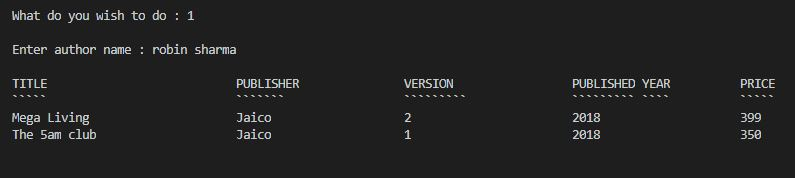 What do you wish to do : 1
Enter author name : robin sharma
TITLE PUBLISHER VERSION PUBLISHED YEAR PRICE
````` ``````` ````````` ````````` ```` `````
Mega Living Jaico 2 2018 399
The 5am club Jaico 1 2018 350